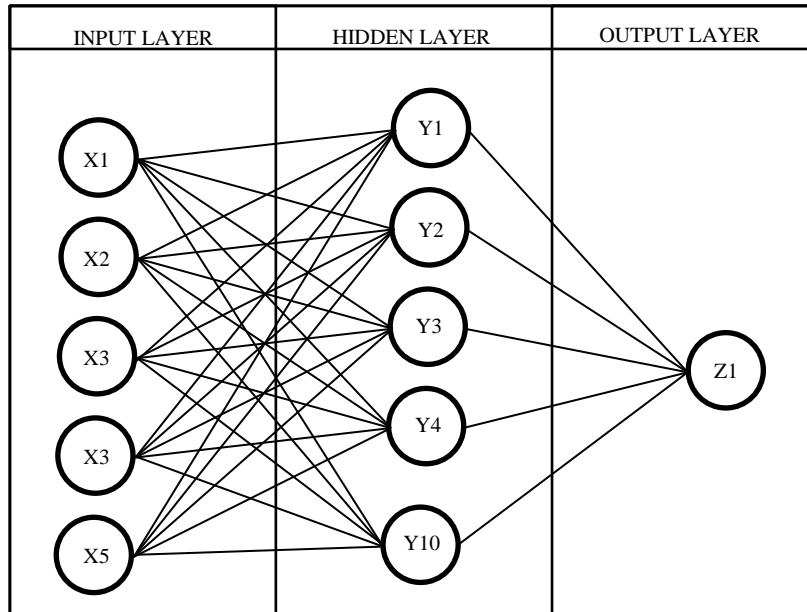 INPUT LAYER
HIDDEN LAYER
OUTPUT LAYER
X1
X2
X3
X3
X5
Y1
Y2
Y3
Y4
Y10
Z1